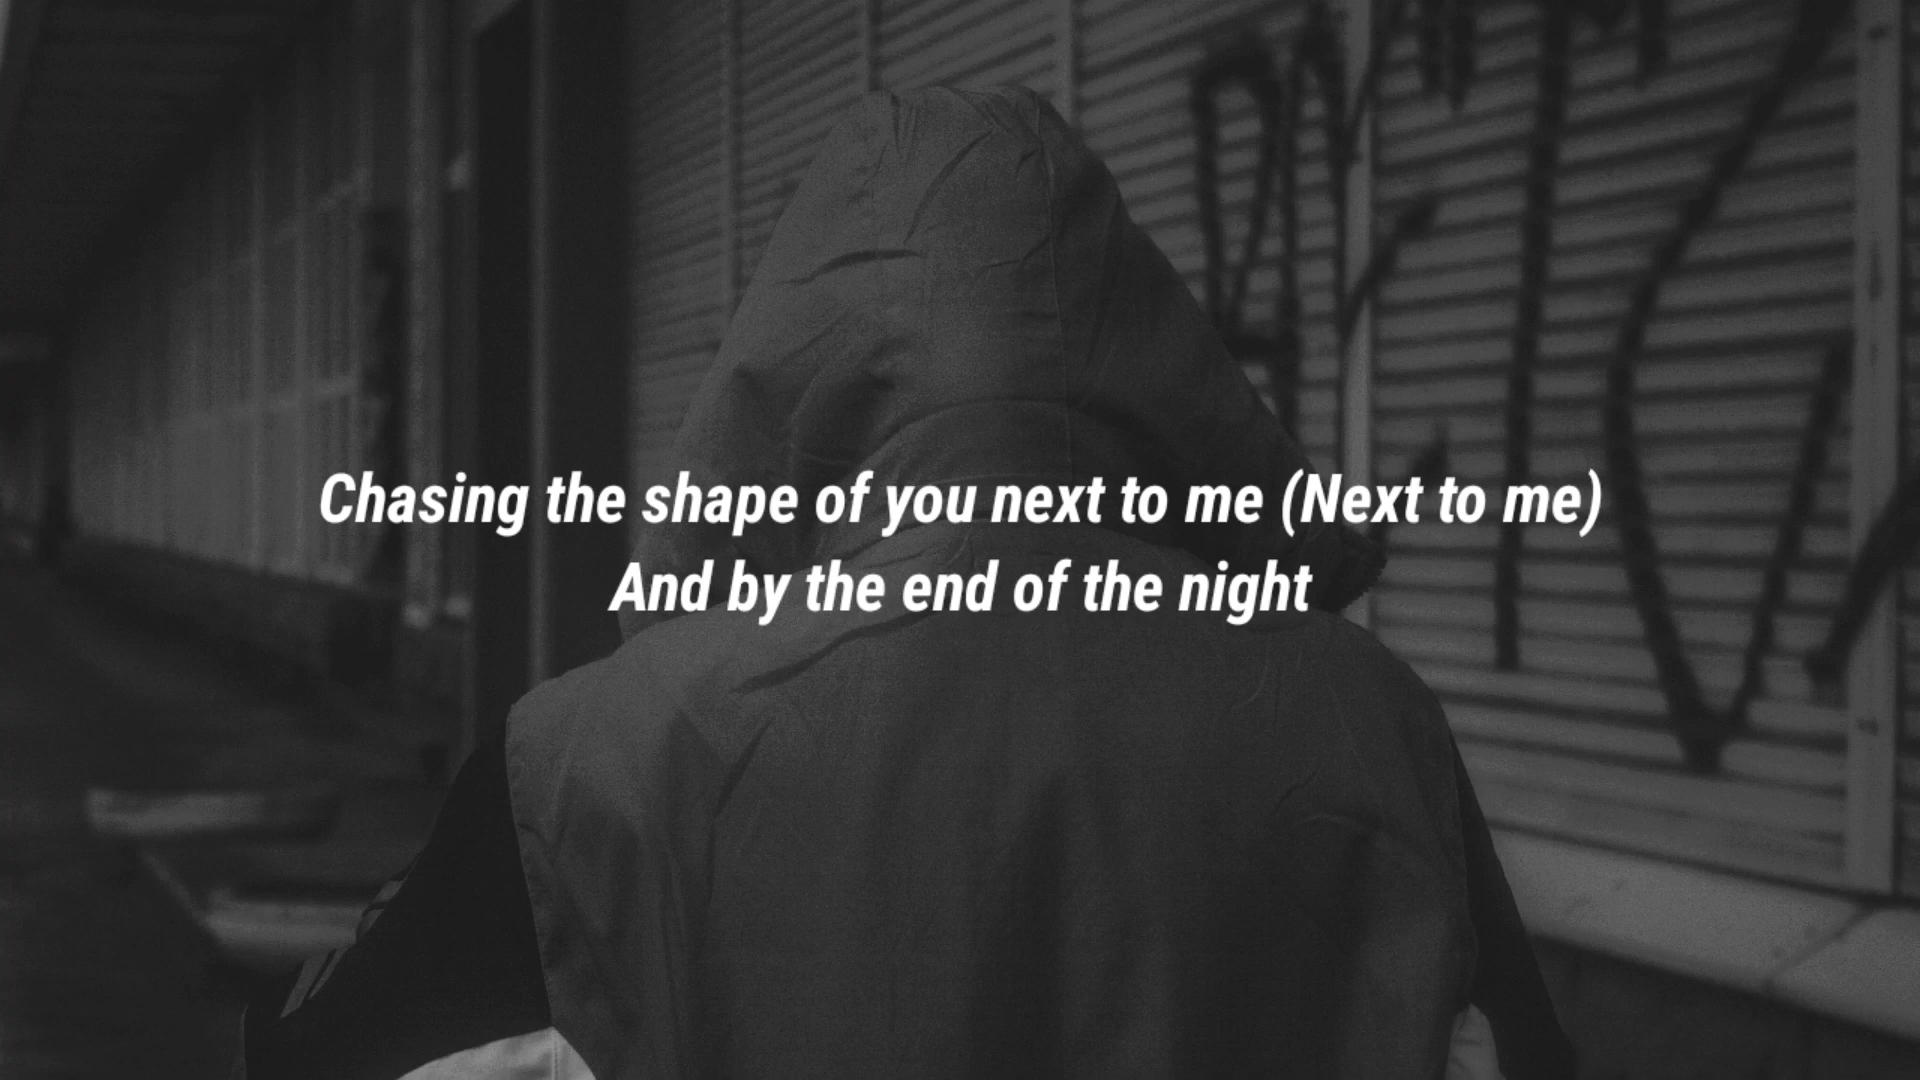 Chasing the shape of you next to me (Next to me)
And by the end of the night